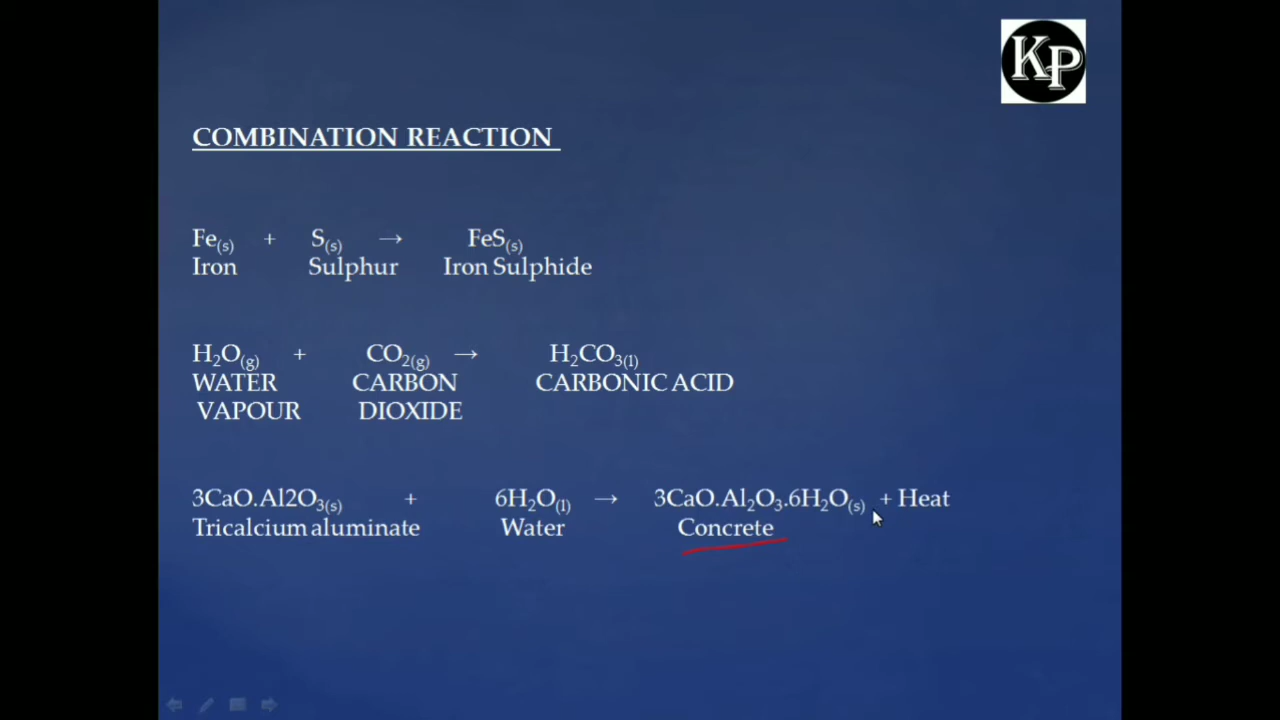 KP
COMBINATION REACTION
Fe(s) + S(s) → FeS(s)
Iron Sulphur Iron Sulphide
H₂O(g) + CO₂(g) → H₂CO₃(l)
WATER CARBON CARBONIC ACID
VAPOUR DIOXIDE
3CaO.Al2O₃(s) + 6H₂O(l) → 3CaO.Al₂O₃.6H₂O(s) + Heat
Tricalcium aluminate Water Concrete